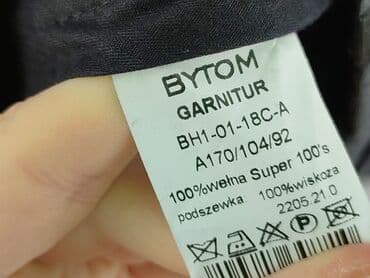 BYTOM
GARNITUR
BH1-01-18C-A
A170/104/92
100%wełna Super 100's
podszewka: 100%wiskoza
2205.21.0
P